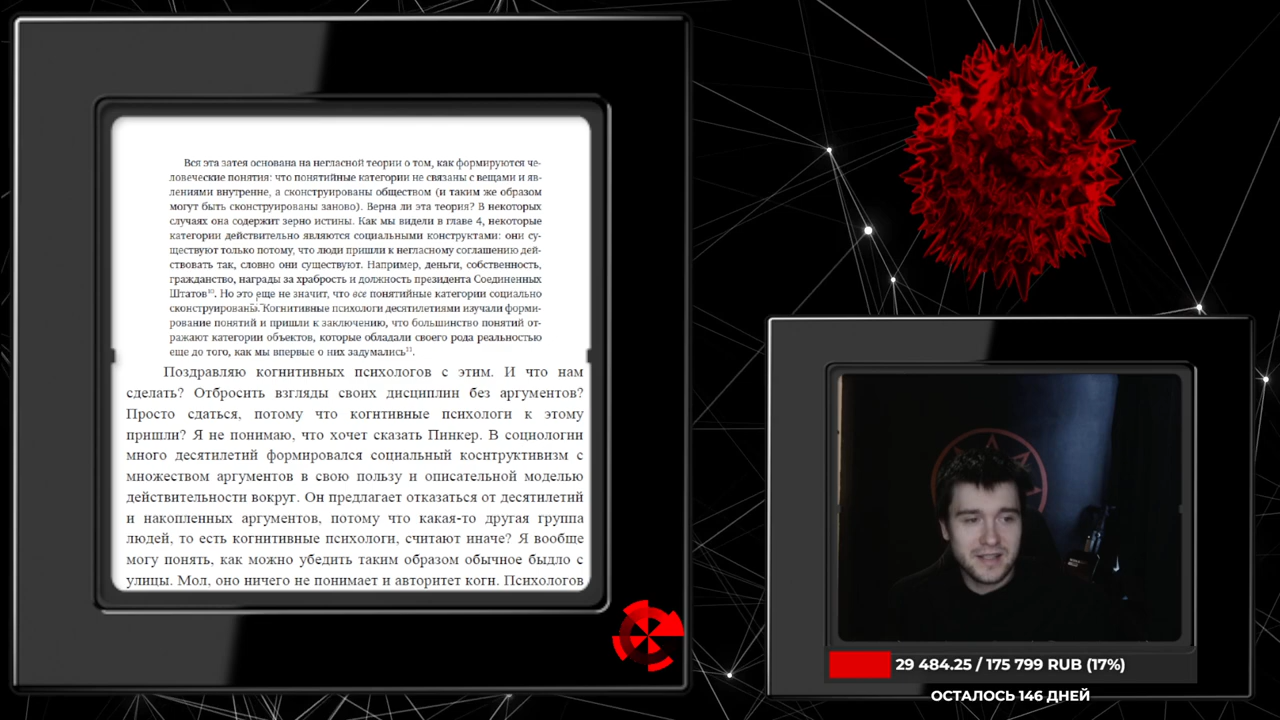 Вся эта затея основана на негласной теории о том, как формируются че-
ловеческие понятия: что понятийные категории не связаны с вещами и яв-
лениями внутренне, а сконструированы обществом (и таким же образом
могут быть сконструированы заново). Верна ли эта теория? В некоторых
случаях она содержит зерно истины. Как мы видели в главе 4, некоторые
категории действительно являются социальными конструктами: они су-
ществуют только потому, что люди пришли к негласному соглашению дей-
ствовать так, словно они существуют. Например, деньги, собственность,
гражданство, награды за храбрость и должность президента Соединенных
Штатов10. Но это еще не значит, что все понятийные категории социально
сконструированы. Когнитивные психологи десятилетиями изучали форми-
рование понятий и пришли к заключению, что большинство понятий от-
ражают категории объектов, которые обладали своего рода реальностью
еще до того, как мы впервые о них задумались11.
Поздравляю когнитивных психологов с этим. И что нам
сделать? Отбросить взгляды своих дисциплин без аргументов?
Просто сдаться, потому что когнтивные психологи к этому
пришли? Я не понимаю, что хочет сказать Пинкер. В социологии
много десятилетий формировался социальный коснтруктивизм с
множеством аргументов в свою пользу и описательной моделью
действительности вокруг. Он предлагает отказаться от десятилетий
и накопленных аргументов, потому что какая-то другая группа
людей, то есть когнитивные психологи, считают иначе? Я вообще
могу понять, как можно убедить таким образом обычное быдло с
улицы. Мол, оно ничего не понимает и авторитет когн. Психологов
29 484.25 / 175 799 RUB (17%)
ОСТАЛОСЬ 146 ДНЕЙ